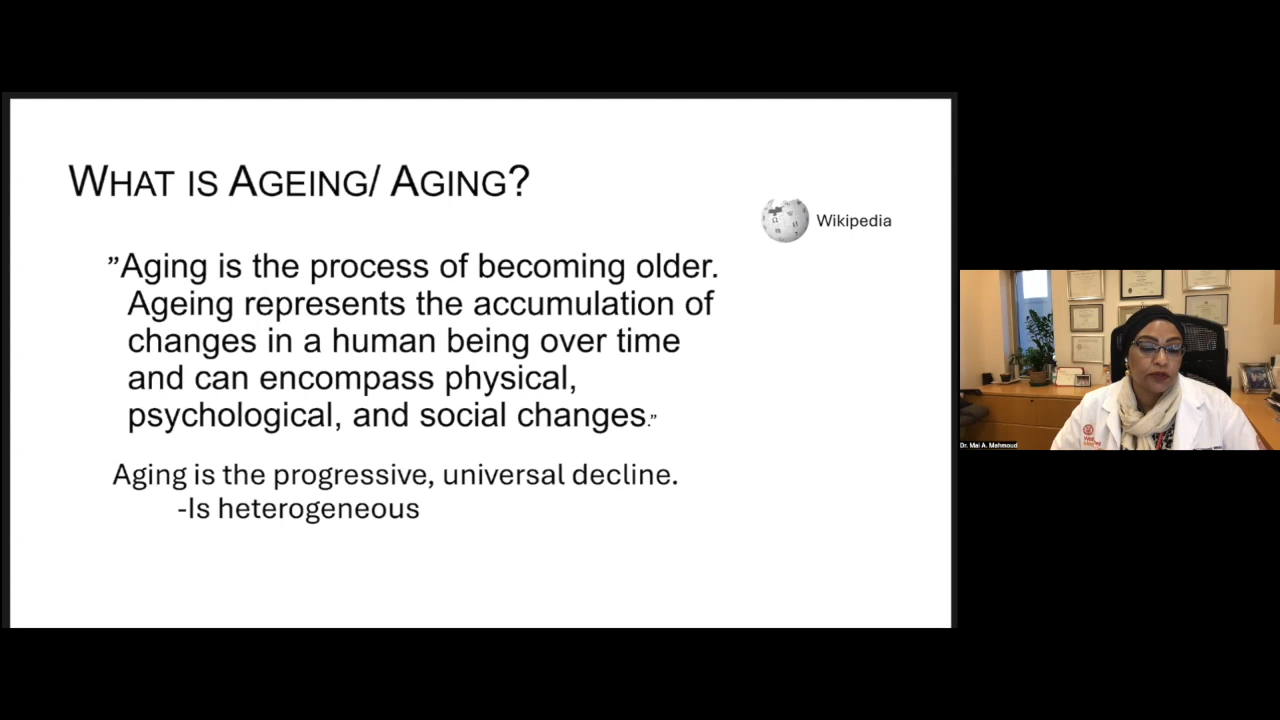 WHAT IS AGEING/ AGING?
Wikipedia
”Aging is the process of becoming older.
Ageing represents the accumulation of
changes in a human being over time
and can encompass physical,
psychological, and social changes.”
Aging is the progressive, universal decline.
-Is heterogeneous
Dr. Mai A. Mahmoud